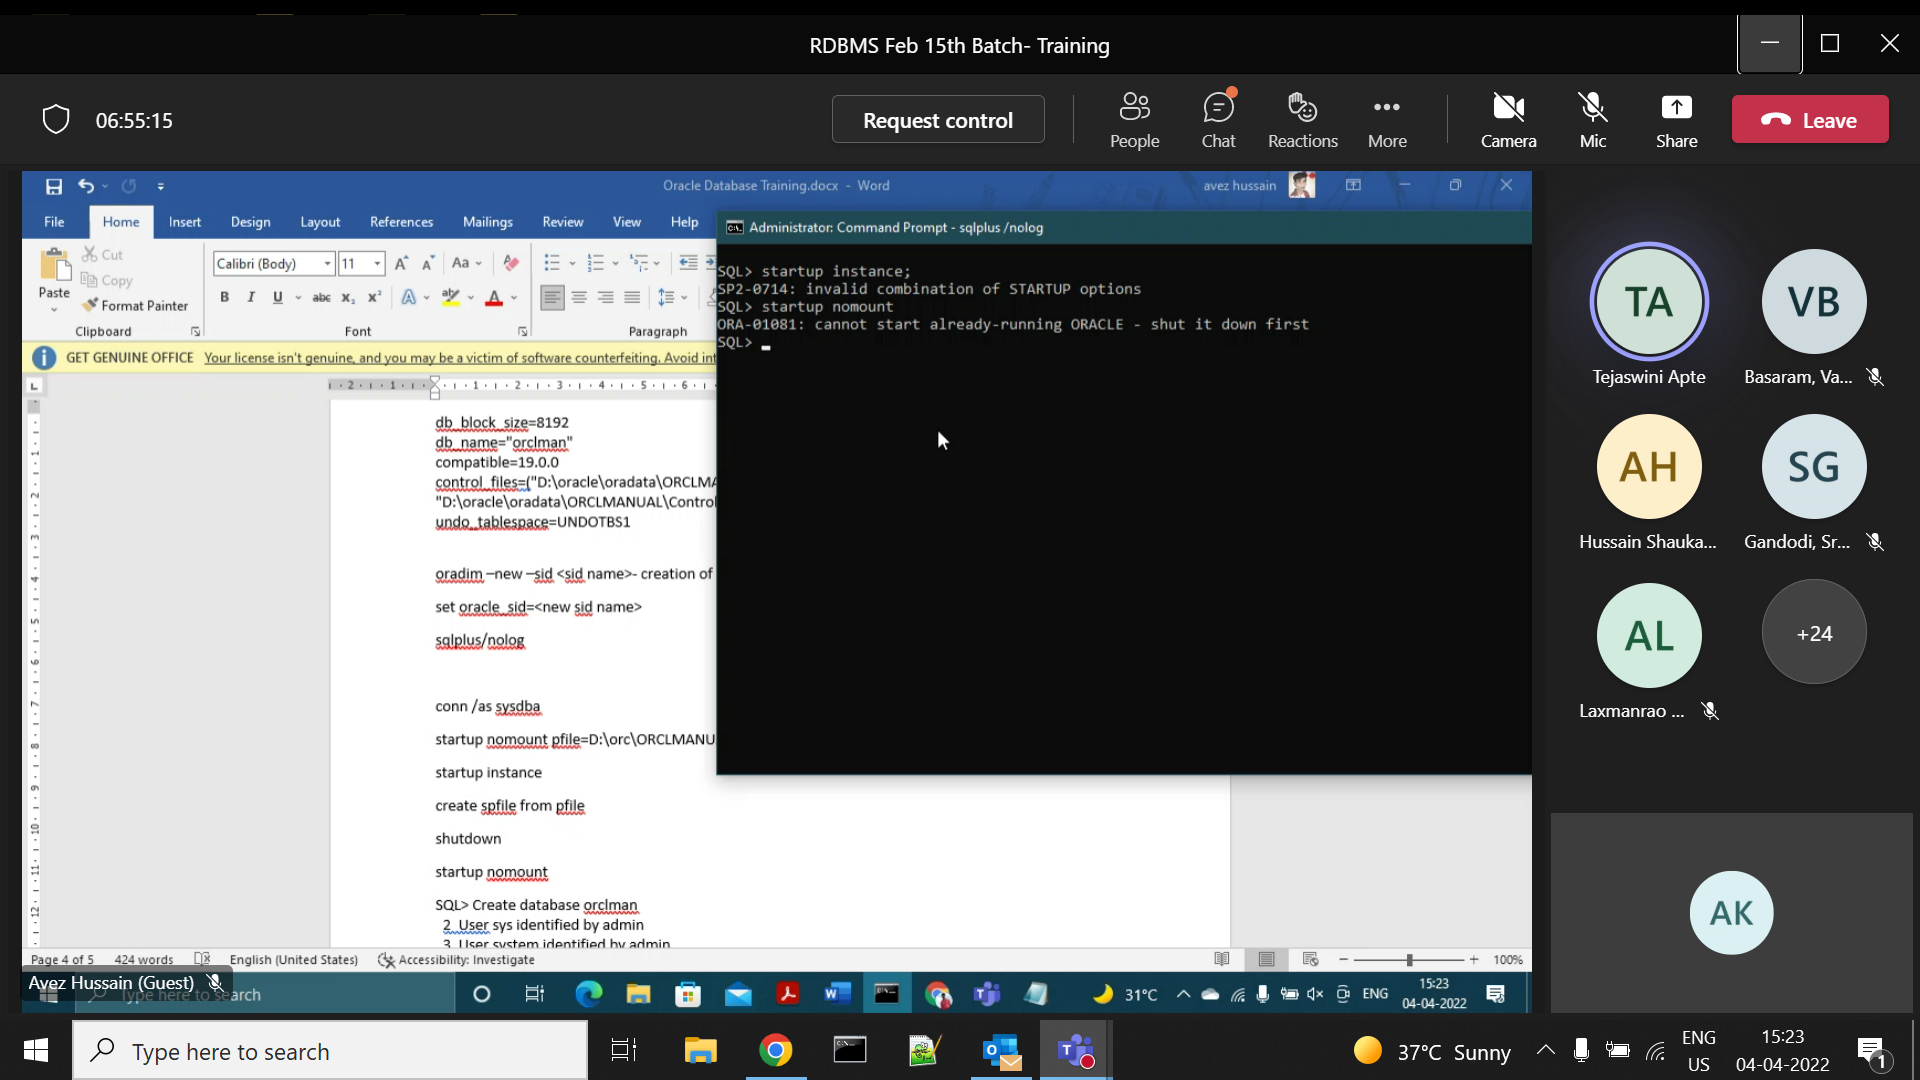 RDBMS Feb 15th Batch- Training
06:55:15
Request control
People
Chat
Reactions
More
Camera
Mic
Share
Leave
Oracle Database Training.docx - Word
avez hussain
File Home Insert Design Layout References Mailings Review View Help
Paste
Cut
Copy
Format Painter
Clipboard
Calibri (Body) 11
Font
Paragraph
GET GENUINE OFFICE Your license isn't genuine, and you may be a victim of software counterfeiting. Avoid
db_block_size=8192
db_name="orclman"
compatible=19.0.0
control_files=("D:\oracle\oradata\ORCLMA
"D:\oracle\oradata\ORCLMANUAL\Control
undo_tablespace=UNDOTBS1
oradim –new –sid <sid name>- creation of
set oracle_sid=<new sid name>
sqlplus/nolog
conn /as sysdba
startup nomount pfile=D:\orc\ORCLMANU
startup instance
create spfile from pfile
shutdown
startup nomount
SQL> Create database orclman
2 User sys identified by admin
3 User system identified by admin
Administrator: Command Prompt - sqlplus /nolog
SQL> startup instance;
SP2-0714: invalid combination of STARTUP options
SQL> startup nomount
ORA-01081: cannot start already-running ORACLE - shut it down first
SQL>
Page 4 of 5 424 words English (United States) Accessibility: Investigate
100%
Avez Hussain (Guest)
Type here to search
31°C
ENG
15:23
04-04-2022
TA
Tejaswini Apte
VB
Basaram, Va...
AH
Hussain Shauka...
SG
Gandodi, Sr...
AL
Laxmanrao ...
+24
AK
Type here to search
37°C Sunny
ENG
US
15:23
04-04-2022
1